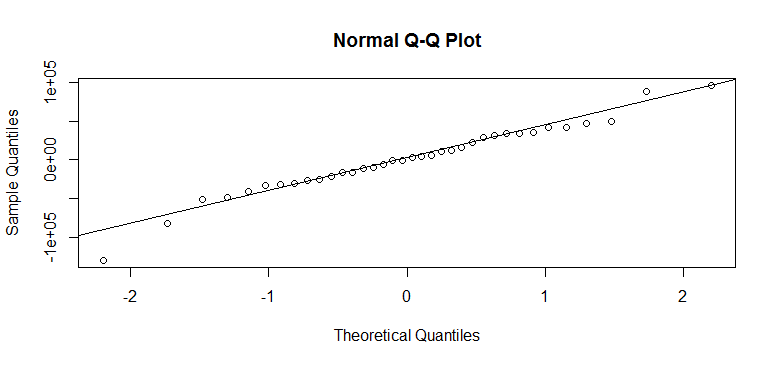 Normal Q-Q Plot
Sample Quantiles
1e+05
0e+00
-1e+05
-2 -1 0 1 2
Theoretical Quantiles